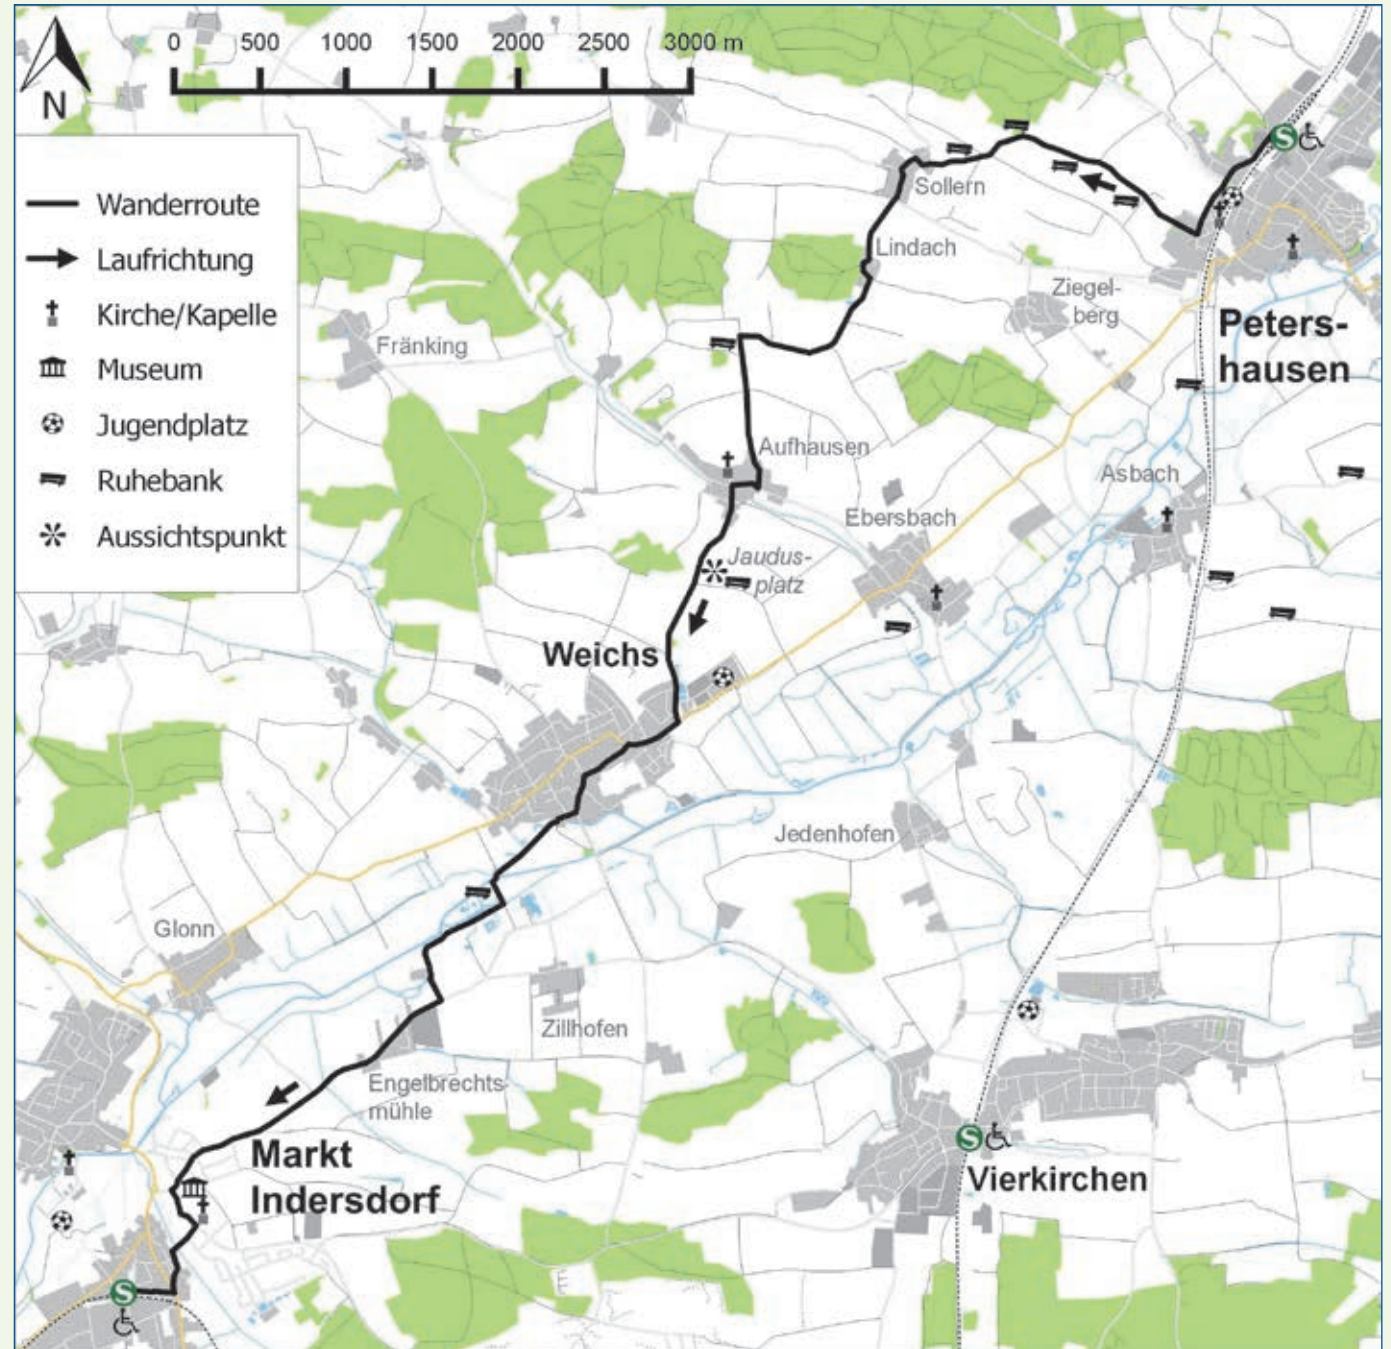 0 500 1000 1500 2000 2500 3000 m
N
Wanderroute
Laufrichtung
Kirche/Kapelle
Museum
Jugendplatz
Ruhebank
Aussichtspunkt
S
Sollern
Lindach
Ziegel-
berg
Peters-
hausen
Fränking
Aufhausen
Asbach
Ebersbach
Jaudus-
platz
Weichs
Jedenhofen
Glonn
Zillhofen
Engelbrechts-
mühle
Markt
Indersdorf
S
Vierkirchen
S